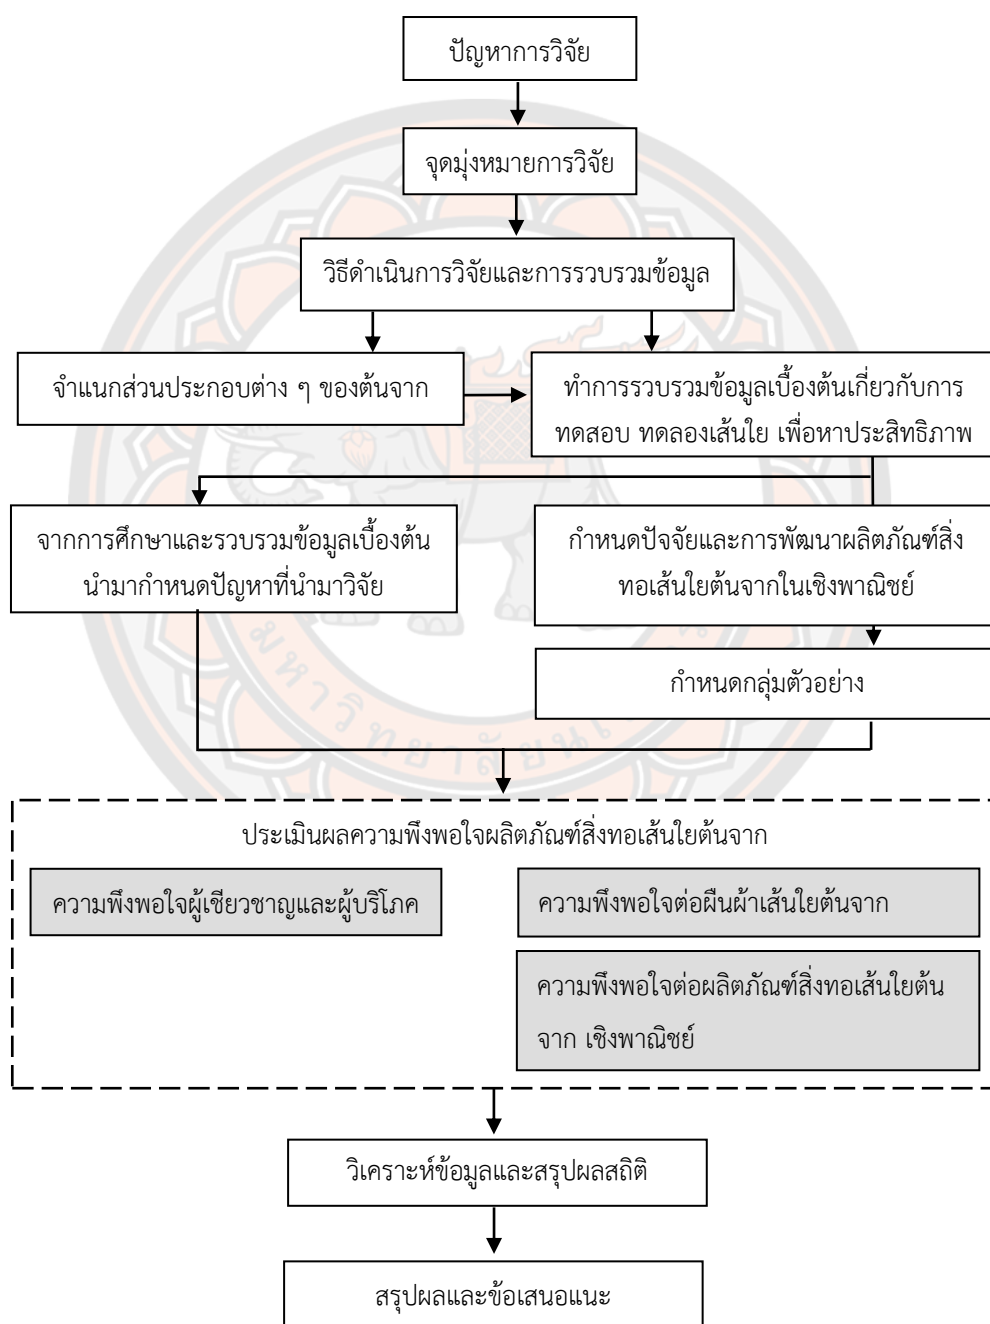 ปัญหาการวิจัย
จุดมุ่งหมายการวิจัย
วิธีดำเนินการวิจัยและการรวบรวมข้อมูล
จำแนกส่วนประกอบต่าง ๆ ของต้นจาก
ทำการรวบรวมข้อมูลเบื้องต้นเกี่ยวกับการ
ทดสอบ ทดลองเส้นใย เพื่อหาประสิทธิภาพ
จากการศึกษาและรวบรวมข้อมูลเบื้องต้น
นำมากำหนดปัญหาที่นำมาวิจัย
กำหนดปัจจัยและการพัฒนาผลิตภัณฑ์สิ่ง
ทอเส้นใยต้นจากในเชิงพาณิชย์
กำหนดกลุ่มตัวอย่าง
มหาวิทยาลัยน
ประเมินผลความพึงพอใจผลิตภัณฑ์สิ่งทอเส้นใยต้นจาก
ความพึงพอใจผู้เชียวชาญและผู้บริโภค
ความพึงพอใจต่อผืนผ้าเส้นใยต้นจาก
ความพึงพอใจต่อผลิตภัณฑ์สิ่งทอเส้นใยต้น
จาก เชิงพาณิชย์
วิเคราะห์ข้อมูลและสรุปผลสถิติ
สรุปผลและข้อเสนอแนะ